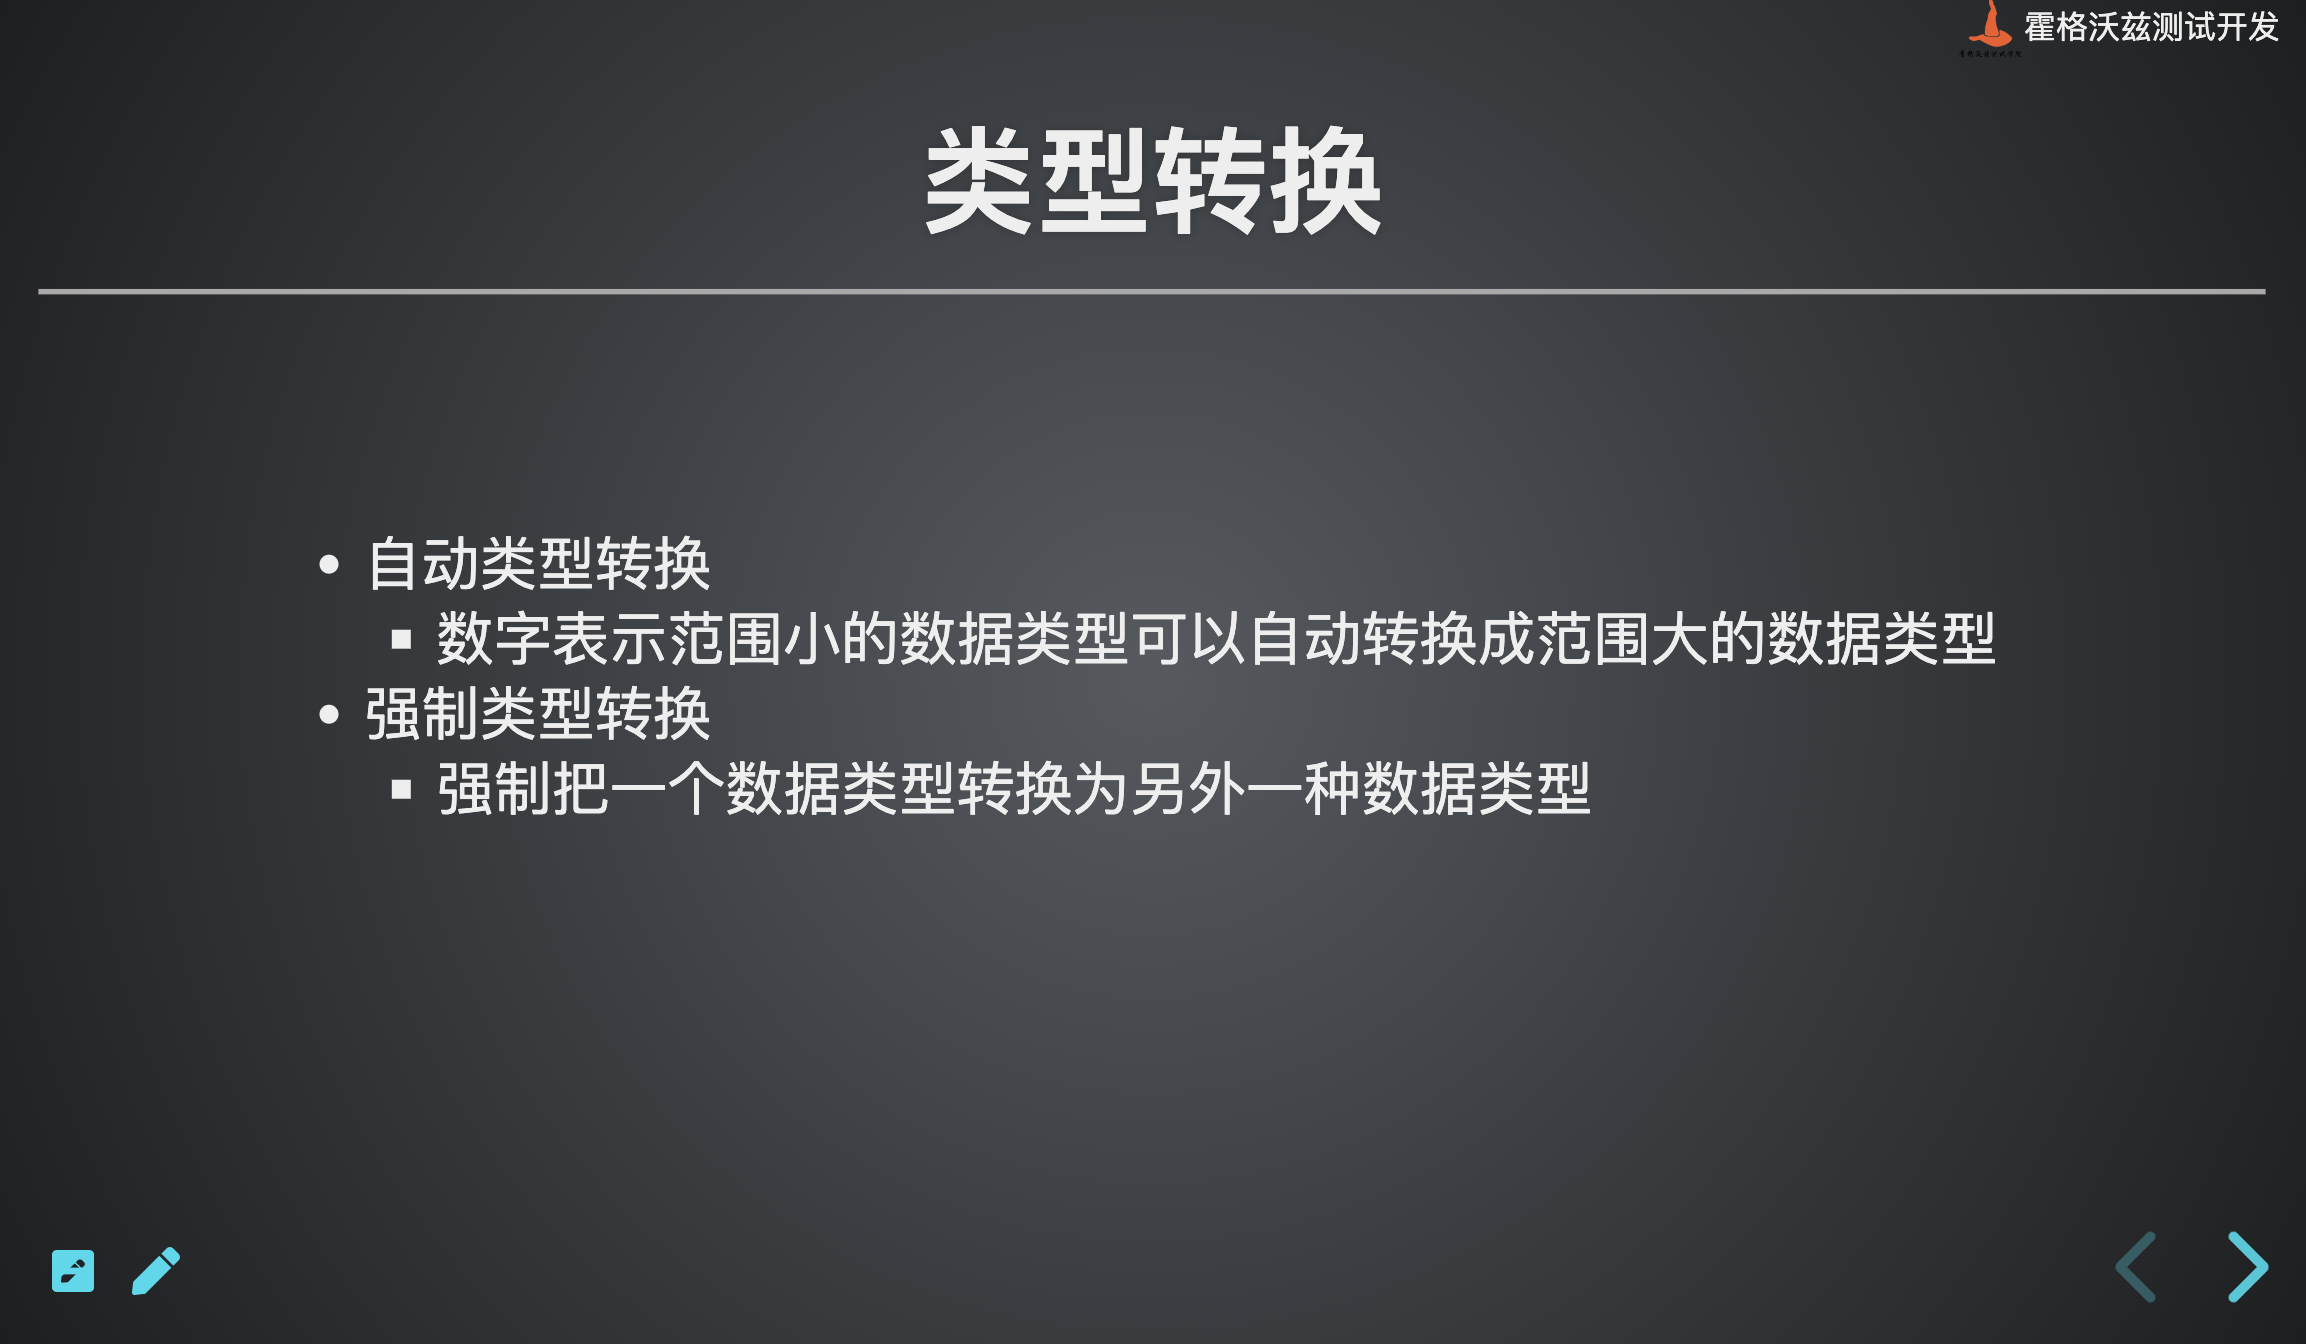 霍格沃兹测试开发
类型转换
自动类型转换
数字表示范围小的数据类型可以自动转换成范围大的数据类型
强制类型转换
强制把一个数据类型转换为另外一种数据类型